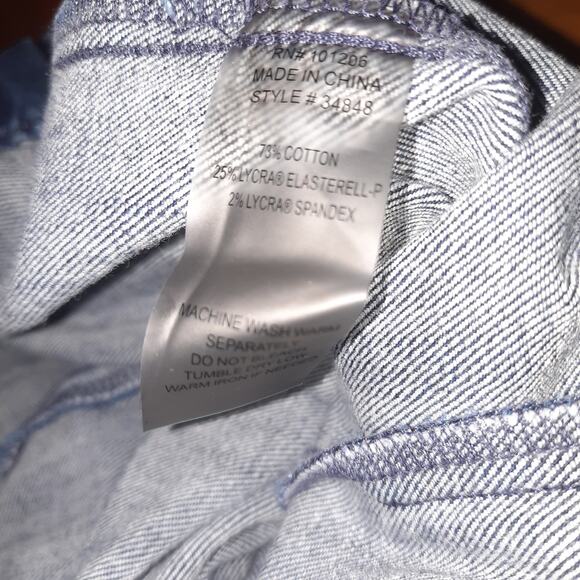 RN# 101206
MADE IN CHINA
STYLE # 34848
73% COTTON
25% LYCRA® ELASTERELL-P
2% LYCRA® SPANDEX
MACHINE WASH WARM
SEPARATELY
DO NOT BLEACH
TUMBLE DRY LOW
WARM IRON IF NEEDED